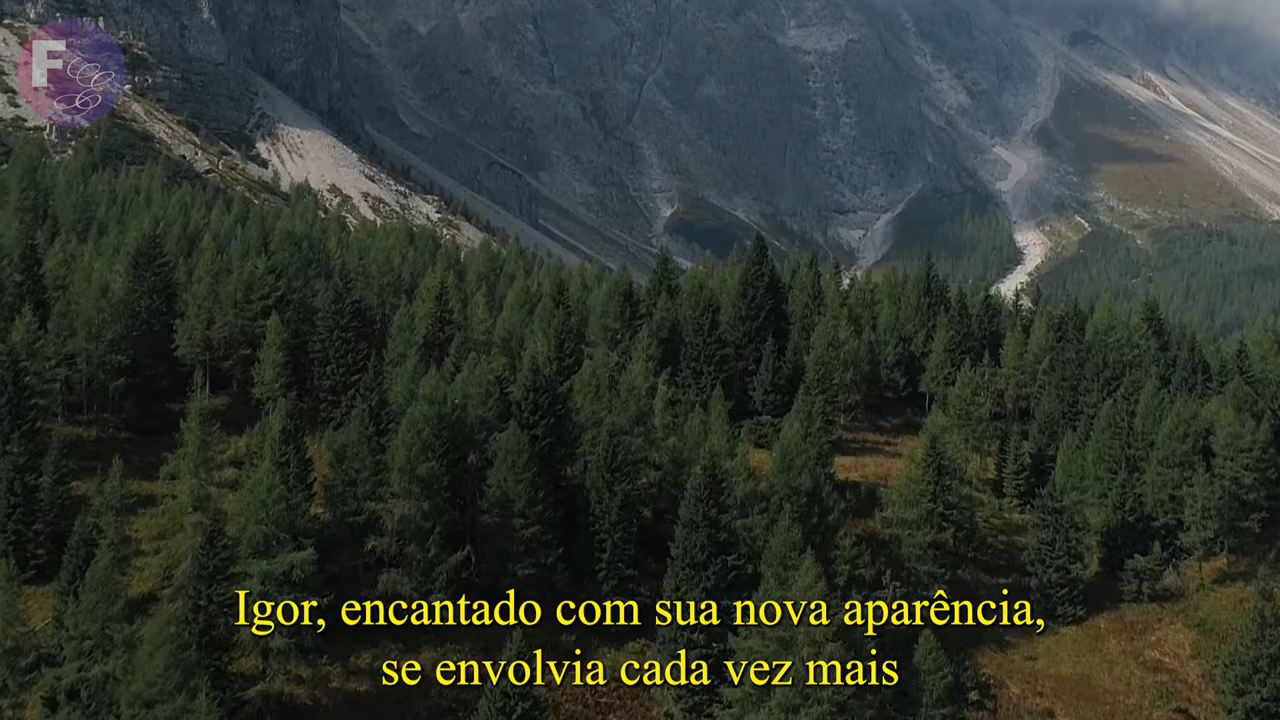 F
Igor, encantado com sua nova aparência,
se envolvia cada vez mais